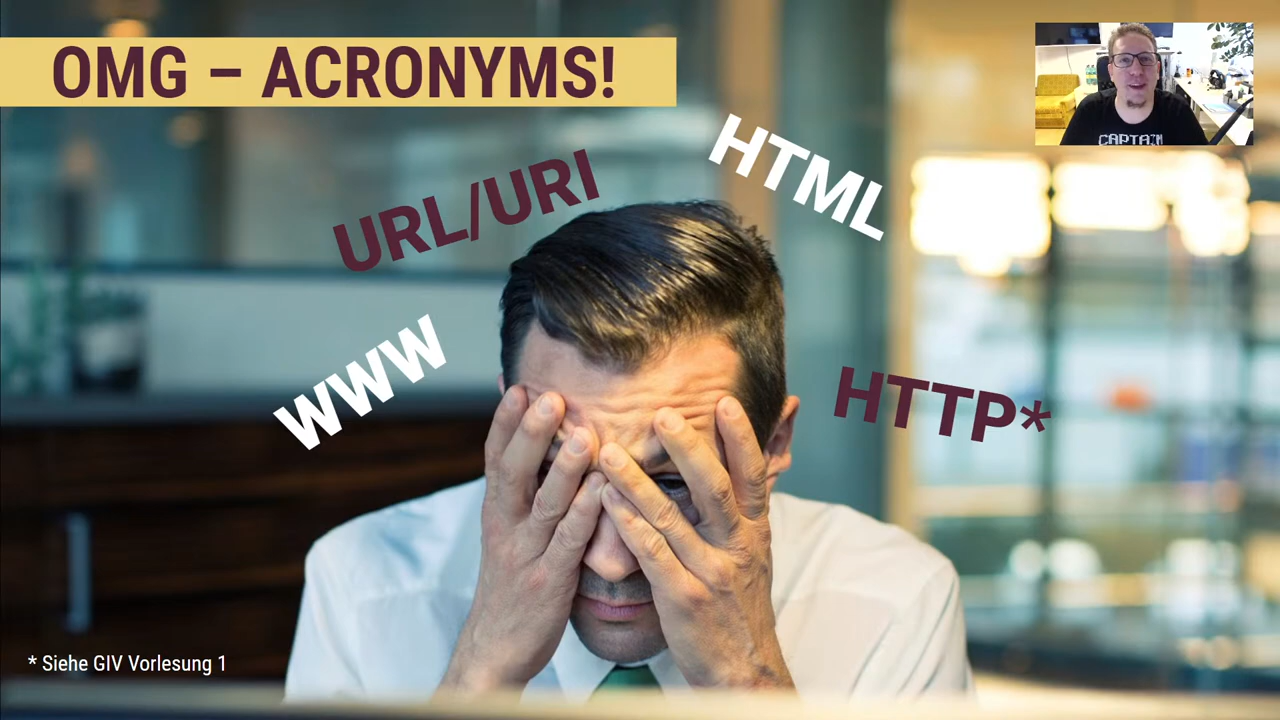 OMG – ACRONYMS!
CAPTAIN
HTML
URL/URI
WWW
HTTP*
* Siehe GIV Vorlesung 1